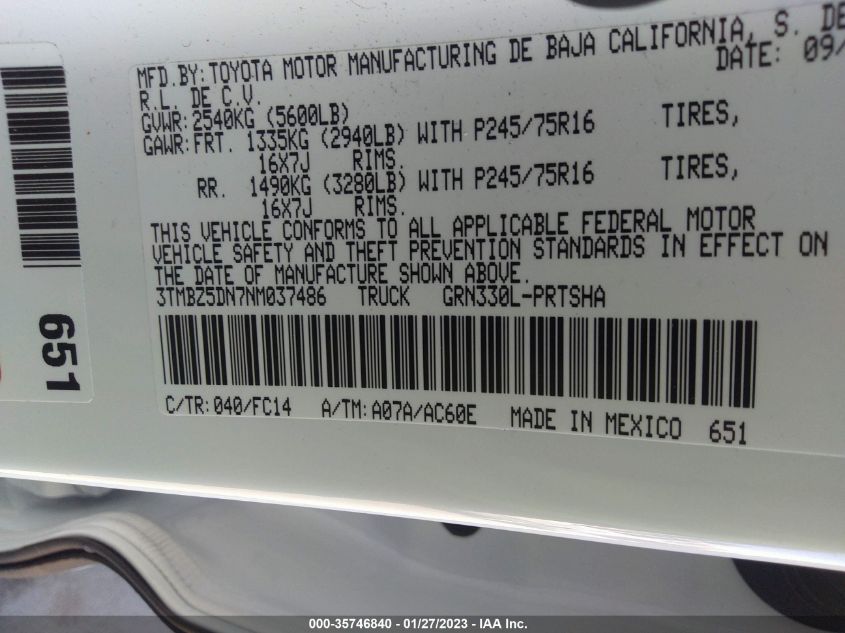 MFD.BY:TOYOTA MOTOR MANUFACTURING DE BAJA CALIFORNIA, S. DE
R.L. DE C.V. DATE: 09/
GVWR:2540KG (5600LB)
GAWR:FRT. 1335KG (2940LB) WITH P245/75R16 TIRES,
16X7J RIMS.
RR. 1490KG (3280LB) WITH P245/75R16 TIRES,
16X7J RIMS.
THIS VEHICLE CONFORMS TO ALL APPLICABLE FEDERAL MOTOR
VEHICLE SAFETY AND THEFT PREVENTION STANDARDS IN EFFECT ON
THE DATE OF MANUFACTURE SHOWN ABOVE.
3TMBZ5DN7NM037486 TRUCK GRN330L-PRTSHA
C/TR:040/FC14 A/TM:A07A/AC60E MADE IN MEXICO 651
651
000-35746840 - 01/27/2023 - IAA Inc.